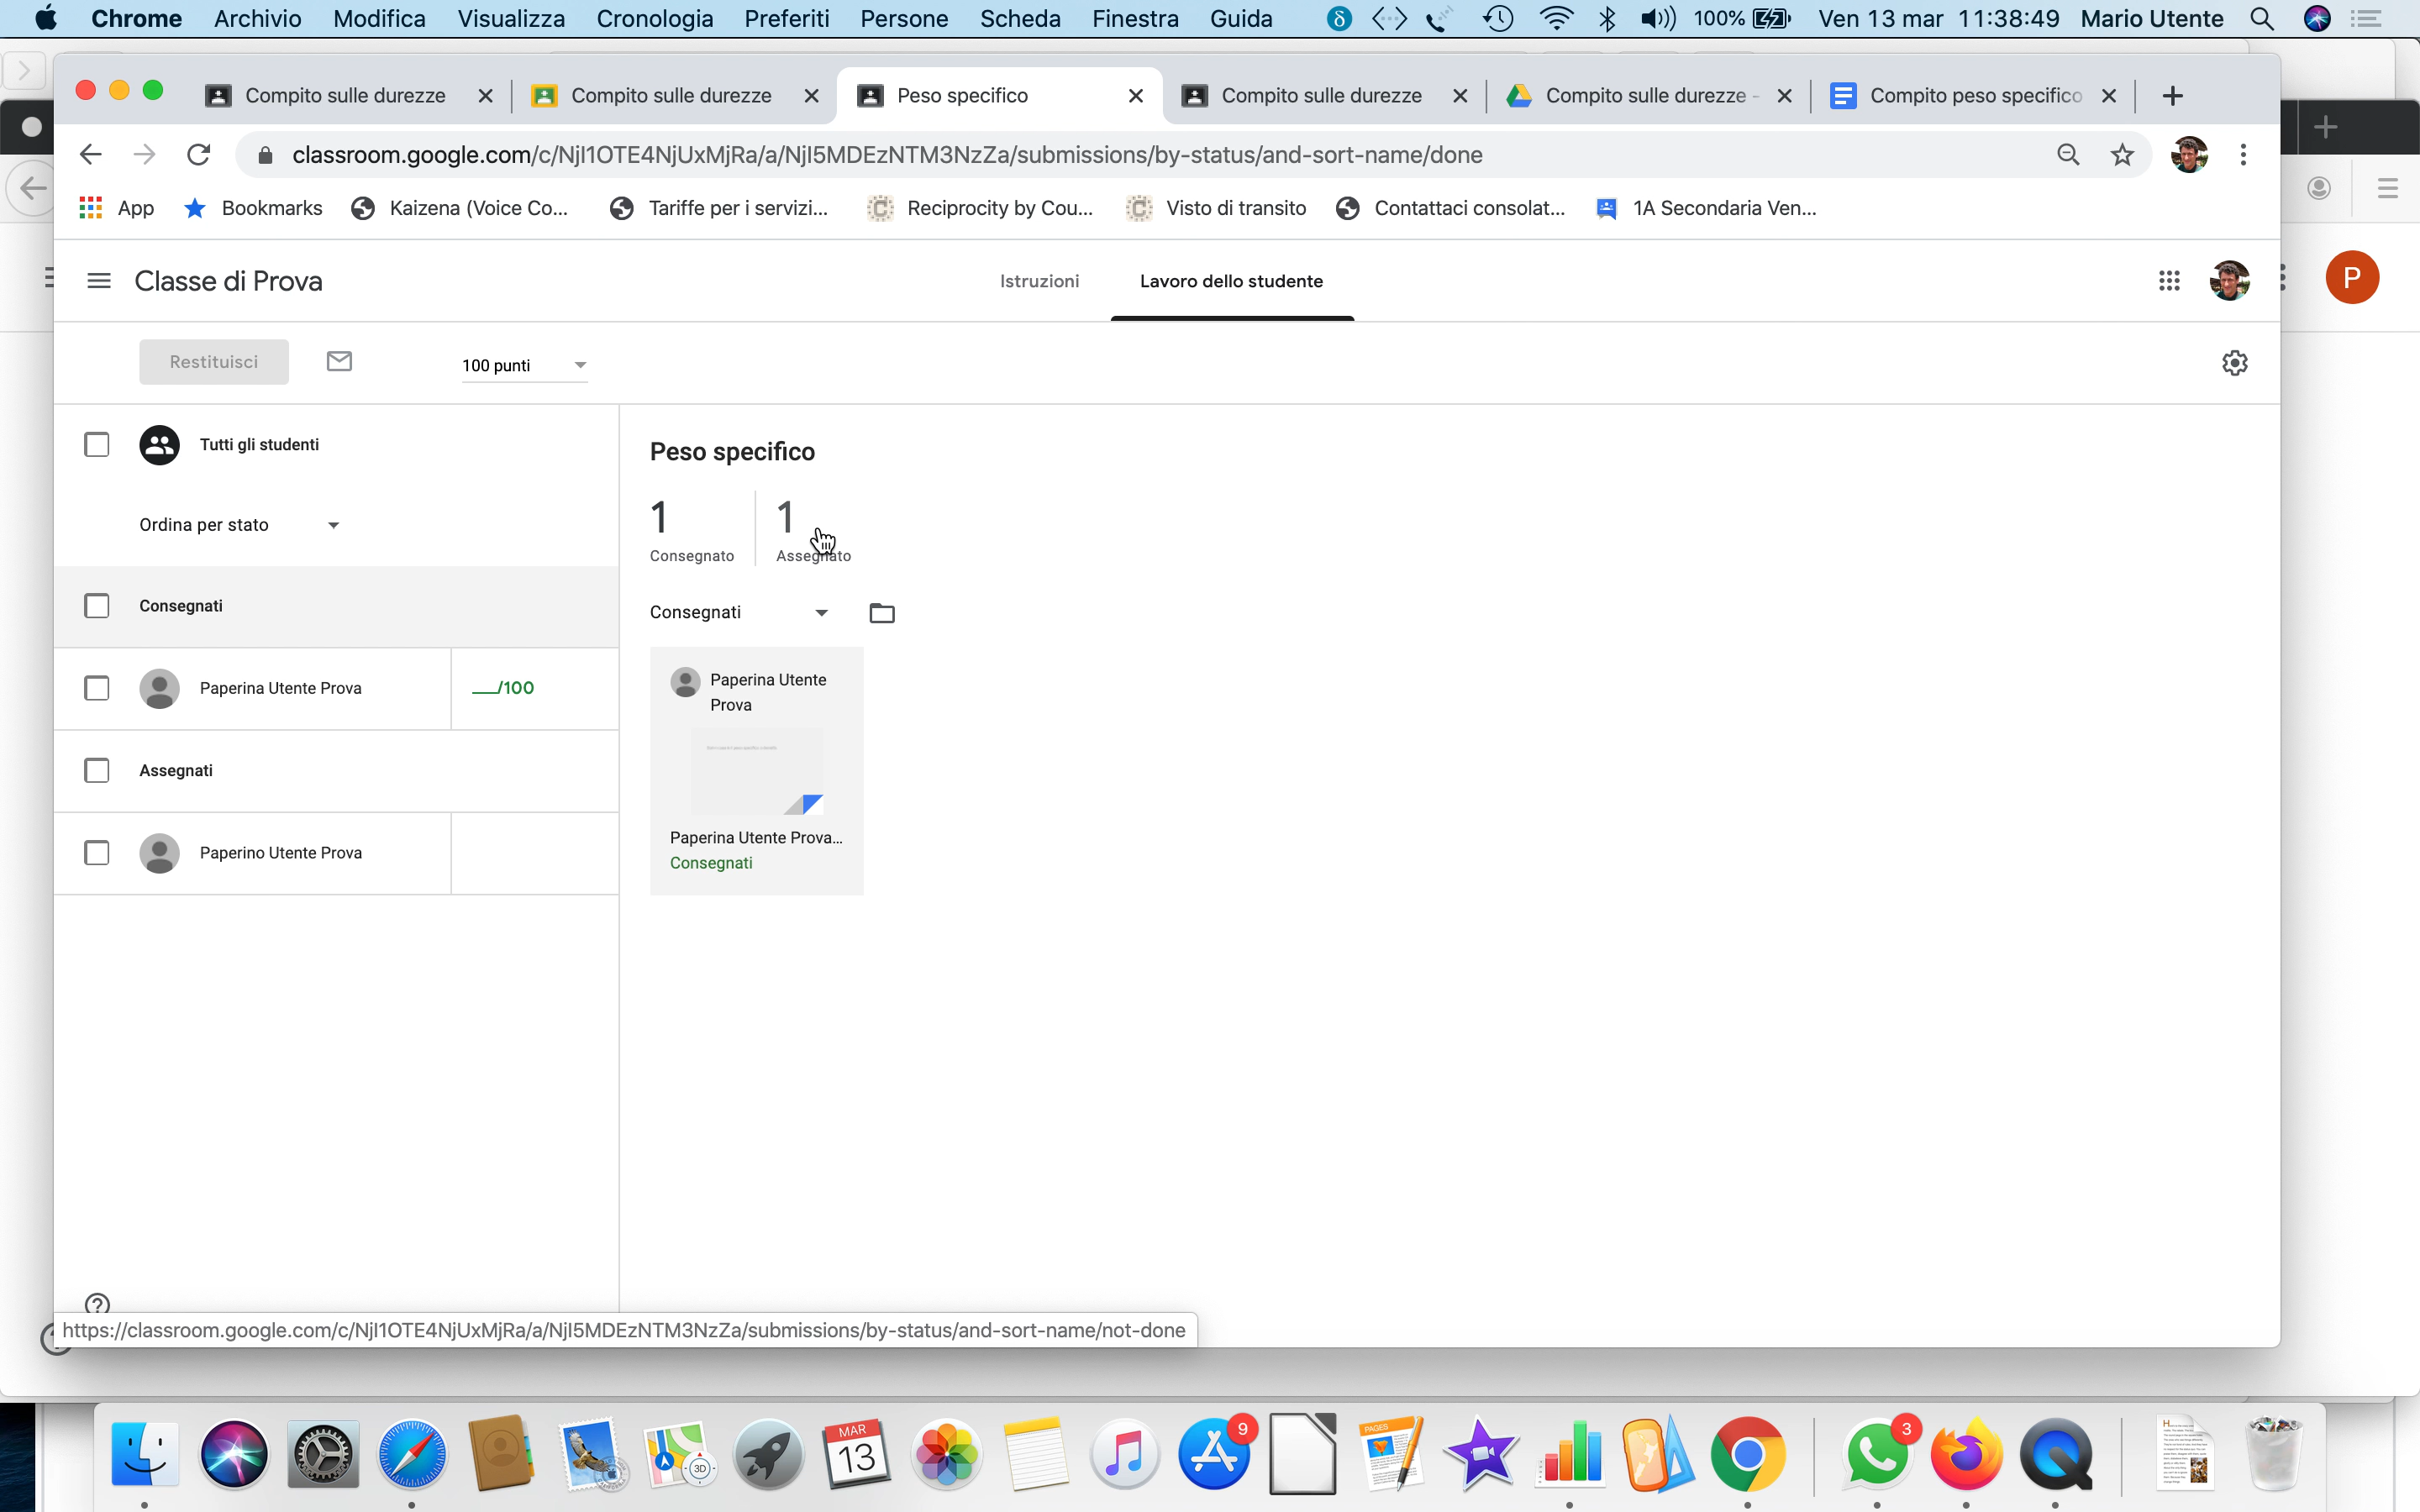 Chrome Archivio Modifica Visualizza Cronologia Preferiti Persone Scheda Finestra Guida 100% Ven 13 mar 11:38:49 Mario Utente
Compito sulle durezze Compito sulle durezze Peso specifico Compito sulle durezze Compito sulle durezze - Compito peso specifico
classroom.google.com/c/NjI1OTE4NjUxMjRa/a/NjI5MDEzNTM3NzZa/submissions/by-status/and-sort-name/done
App Bookmarks Kaizena (Voice Co... Tariffe per i servizi... Reciprocity by Cou... Visto di transito Contattaci consolat... 1A Secondaria Ven...
Classe di Prova Istruzioni Lavoro dello studente
P
Restituisci 100 punti
Tutti gli studenti
Ordina per stato
Consegnati
Paperina Utente Prova __/100
Assegnati
Paperino Utente Prova
Peso specifico
1 1
Consegnato Assegnato
Consegnati
Paperina Utente
Prova
Paperina Utente Prova...
Consegnati
https://classroom.google.com/c/NjI1OTE4NjUxMjRa/a/NjI5MDEzNTM3NzZa/submissions/by-status/and-sort-name/not-done
3D
MAR
13
9
PAGES
3